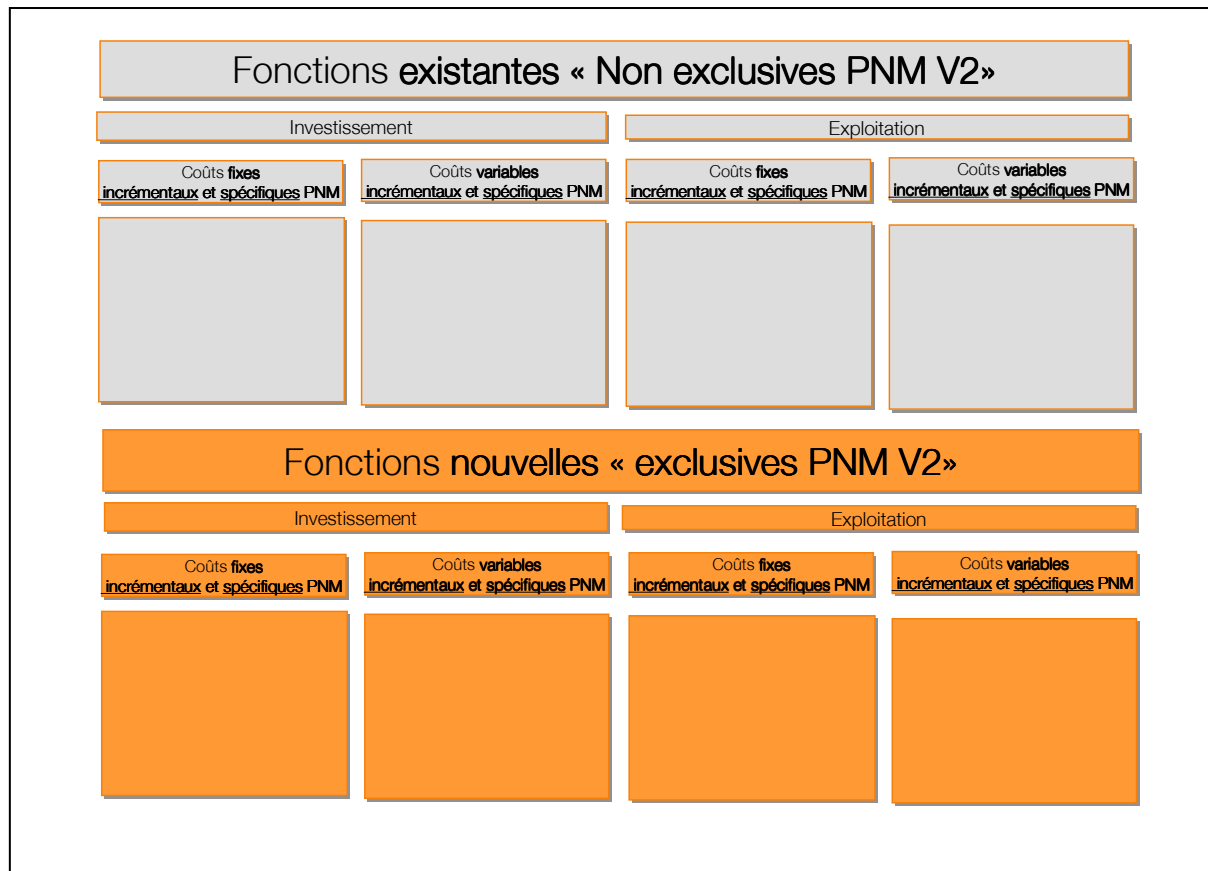 Fonctions existantes « Non exclusives PNM V2»
Investissement
Exploitation
Coûts fixes
incrémentaux et spécifiques PNM
Coûts variables
incrémentaux et spécifiques PNM
Coûts fixes
incrémentaux et spécifiques PNM
Coûts variables
incrémentaux et spécifiques PNM
Fonctions nouvelles « exclusives PNM V2»
Investissement
Exploitation
Coûts fixes
incrémentaux et spécifiques PNM
Coûts variables
incrémentaux et spécifiques PNM
Coûts fixes
incrémentaux et spécifiques PNM
Coûts variables
incrémentaux et spécifiques PNM